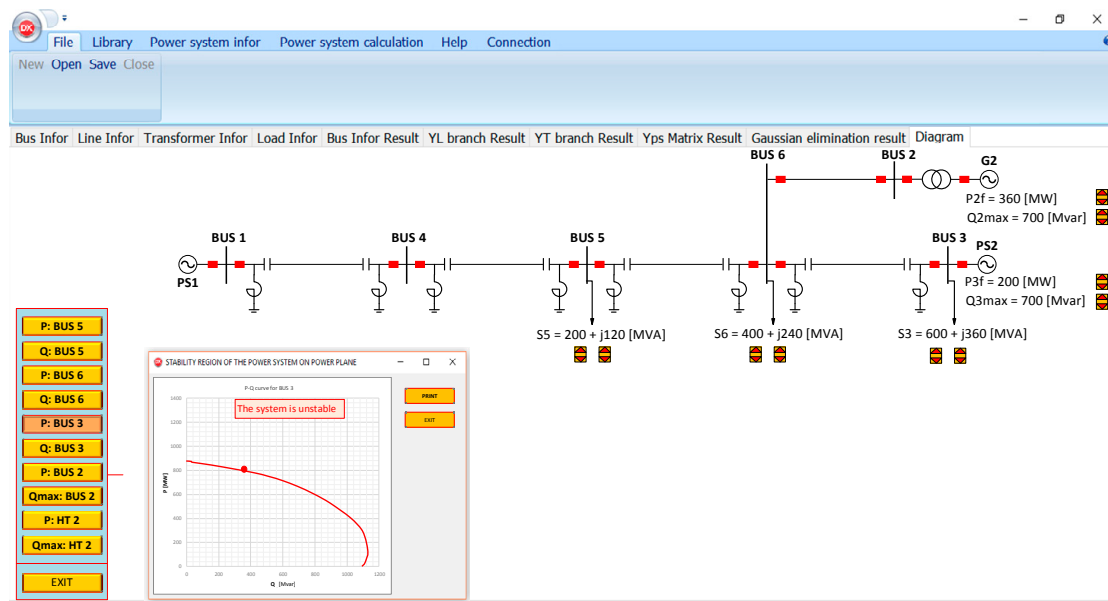 DX
File Library Power system infor Power system calculation Help Connection
New Open Save Close
Bus Infor Line Infor Transformer Infor Load Infor Bus Infor Result YL branch Result YT branch Result Yps Matrix Result Gaussian elimination result Diagram
BUS 6 BUS 2 G2
P2f = 360 [MW]
Q2max = 700 [Mvar]
BUS 1 BUS 4 BUS 5 BUS 3 PS2
PS1
P3f = 200 [MW]
Q3max = 700 [Mvar]
S5 = 200 + j120 [MVA] S6 = 400 + j240 [MVA] S3 = 600 + j360 [MVA]
P: BUS 5
Q: BUS 5
P: BUS 6
Q: BUS 6
P: BUS 3
Q: BUS 3
P: BUS 2
Qmax: BUS 2
P: HT 2
Qmax: HT 2
EXIT
DX STABILITY REGION OF THE POWER SYSTEM ON POWER PLANE
P-Q curve for BUS 3
The system is unstable
PRINT
EXIT
P [MW]
1400
1200
1000
800
600
400
200
0
0 200 400 600 800 1000 1200
Q [Mvar]